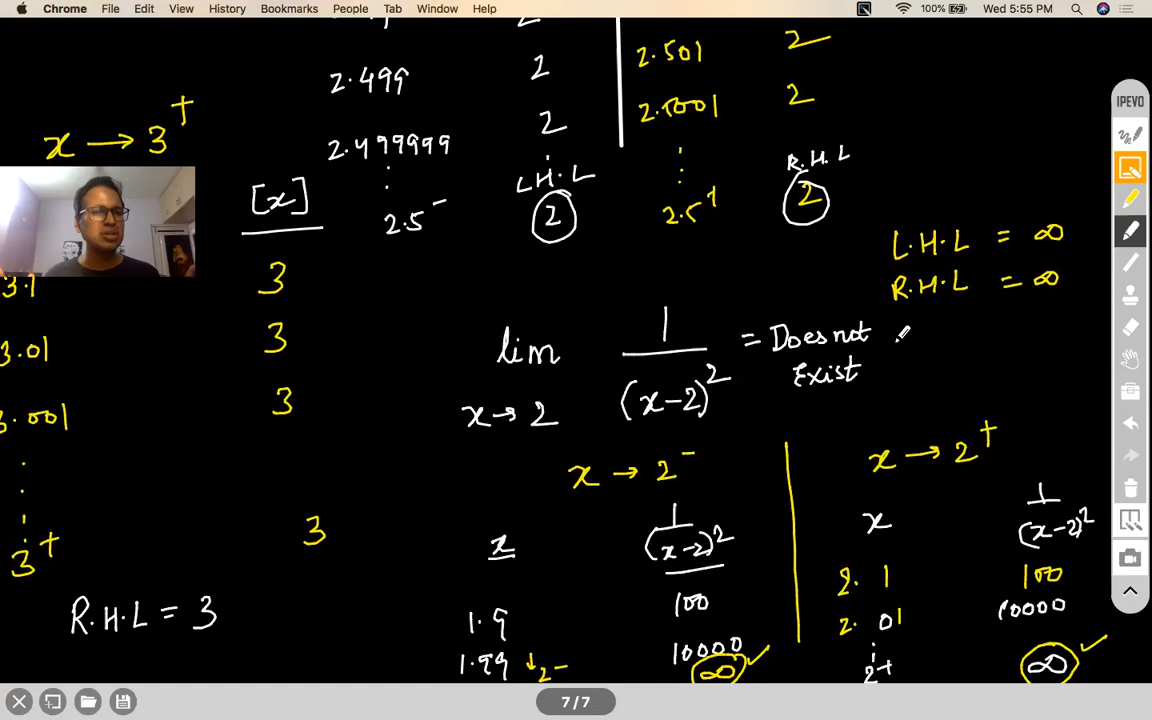 Chrome File Edit View History Bookmarks People Tab Window Help
100% Wed 5:55 PM
IPEVO
2.501 2
2.499 2
2.5001 2
x → 3⁺
2.499999 2
L.H.L
R.H.L
[x]
2.5⁻ 2
2.5⁺ 2
L.H.L = ∞
R.H.L = ∞
3.1 3
3.01 3
3.001 3
3⁺ 3
R.H.L = 3
lim 1
x→2 (x-2)²
= Does not
Exist
x → 2⁻
x 1
(x-2)²
1.9 100
1.99 10000
↓2⁻ ∞ ✓
x → 2⁺
x 1
(x-2)²
2.1 100
2.01 10000
2+ ∞ ✓
7/7